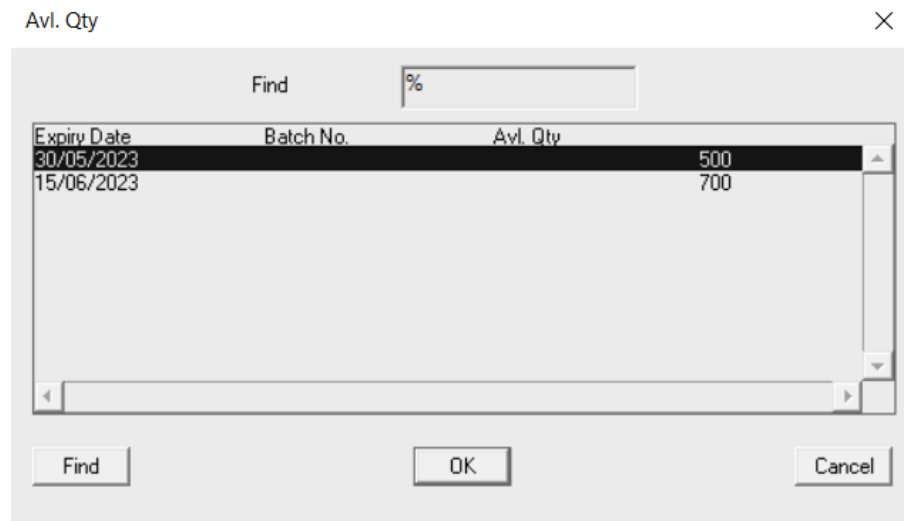 Avl. Qty
Find %
Expiry Date Batch No. Avl. Qty
30/05/2023 500
15/06/2023 700
Find OK Cancel